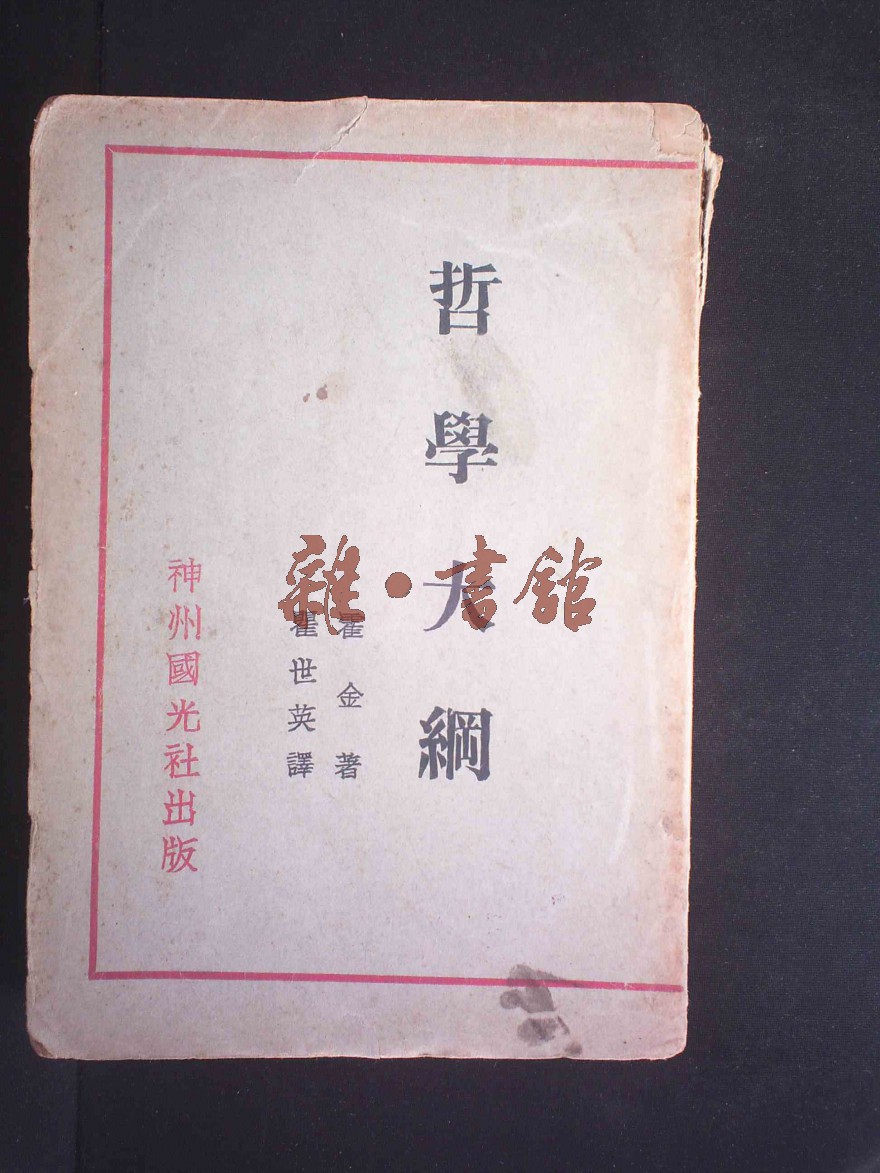 哲學大綱
霍金著
瞿世英譯
神州國光社出版
雜·書館